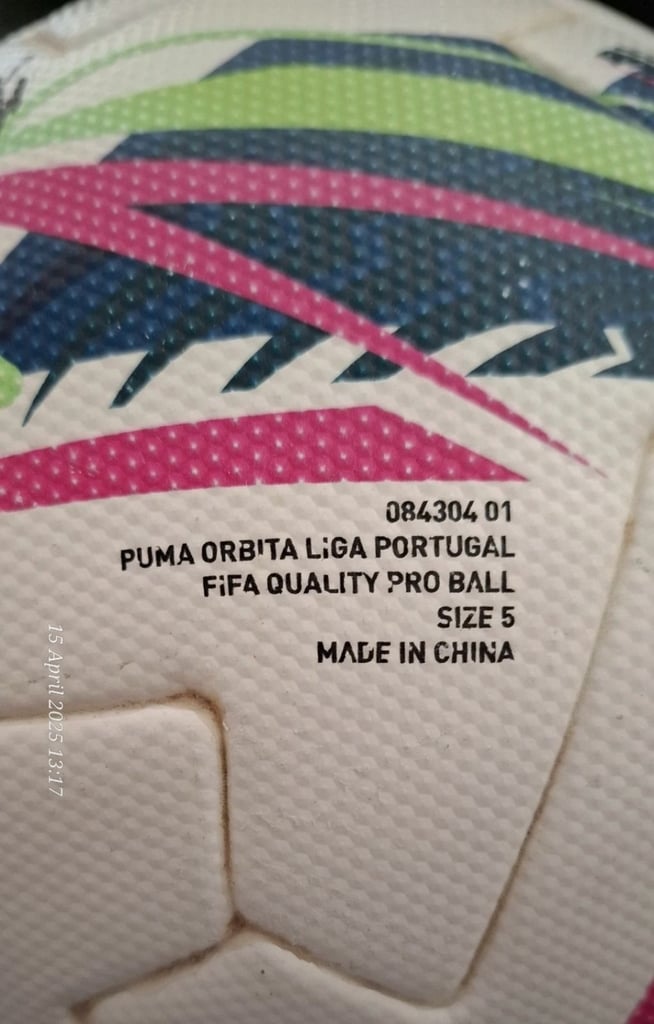 084304 01
PUMA ORBITA LiGA PORTUGAL
FiFA QUALITY PRO BALL
SIZE 5
MADE IN CHINA
15 April 2025 13:17